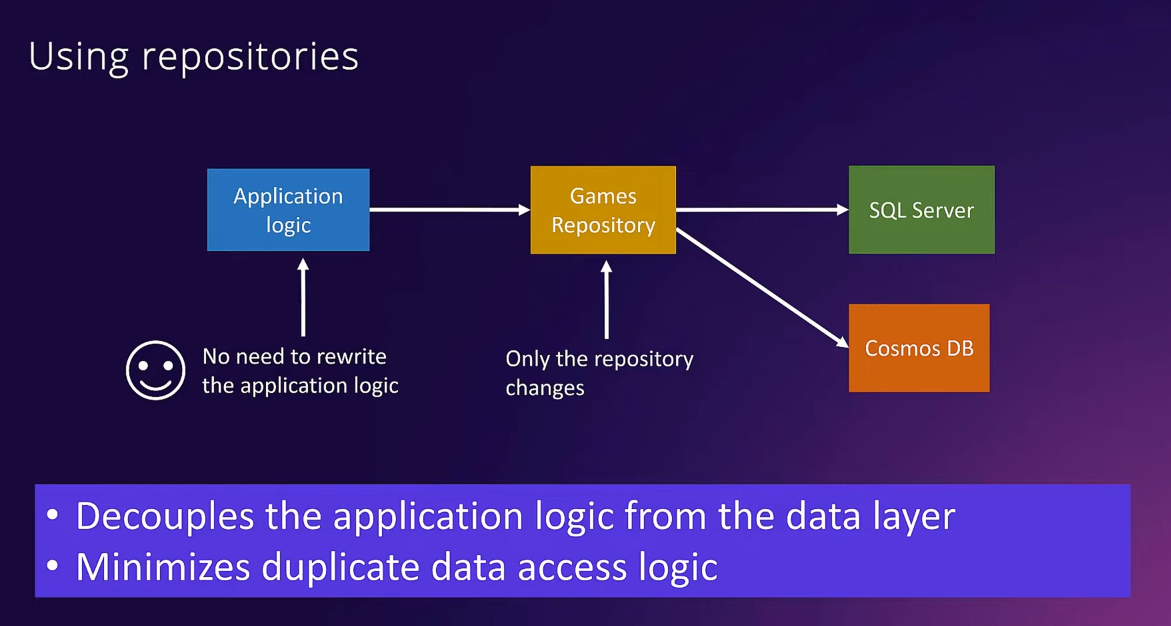 Using repositories
Application
logic
Games
Repository
SQL Server
Cosmos DB
No need to rewrite
the application logic
Only the repository
changes
• Decouples the application logic from the data layer
• Minimizes duplicate data access logic